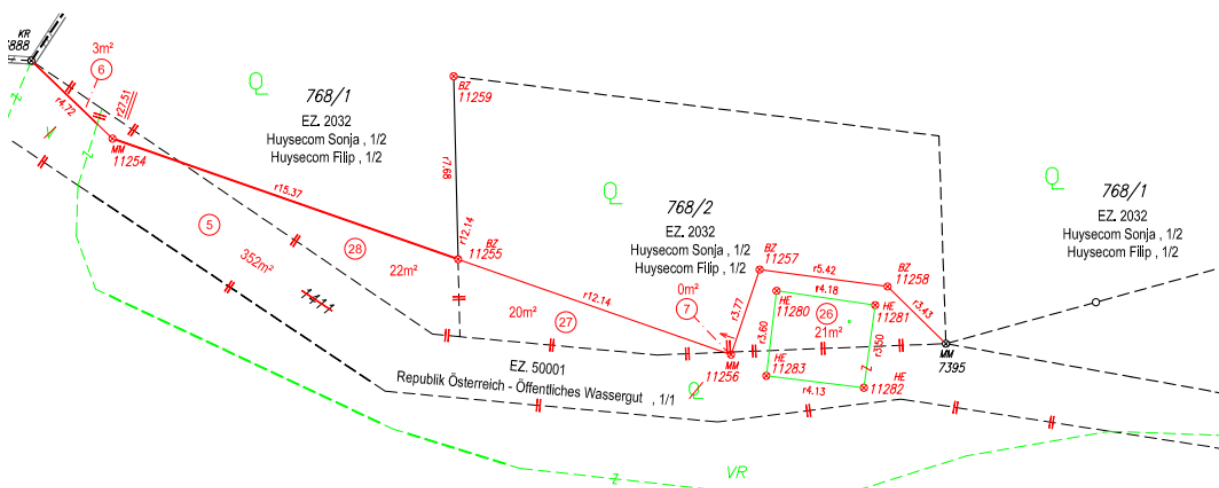 KR
3m²
6
r4.72
r27.51
MM
11254
768/1
EZ. 2032
Huysecom Sonja , 1/2
Huysecom Filip , 1/2
BZ
11259
r7.68
r15.37
r12.14
BZ
11255
5
352m²
28
22m²
1411
20m²
27
r12.14
768/2
EZ. 2032
Huysecom Sonja , 1/2
Huysecom Filip , 1/2
0m²
7
BZ
11257
r5.42
BZ
11258
r3.77
r4.18
HE
11280
26
21m²
HE
11281
r3.43
r3.60
r3.50
MM
11256
HE
11283
r4.13
HE
11282
MM
7395
768/1
EZ. 2032
Huysecom Sonja , 1/2
Huysecom Filip , 1/2
EZ. 50001
Republik Österreich - Öffentliches Wassergut , 1/1
VR